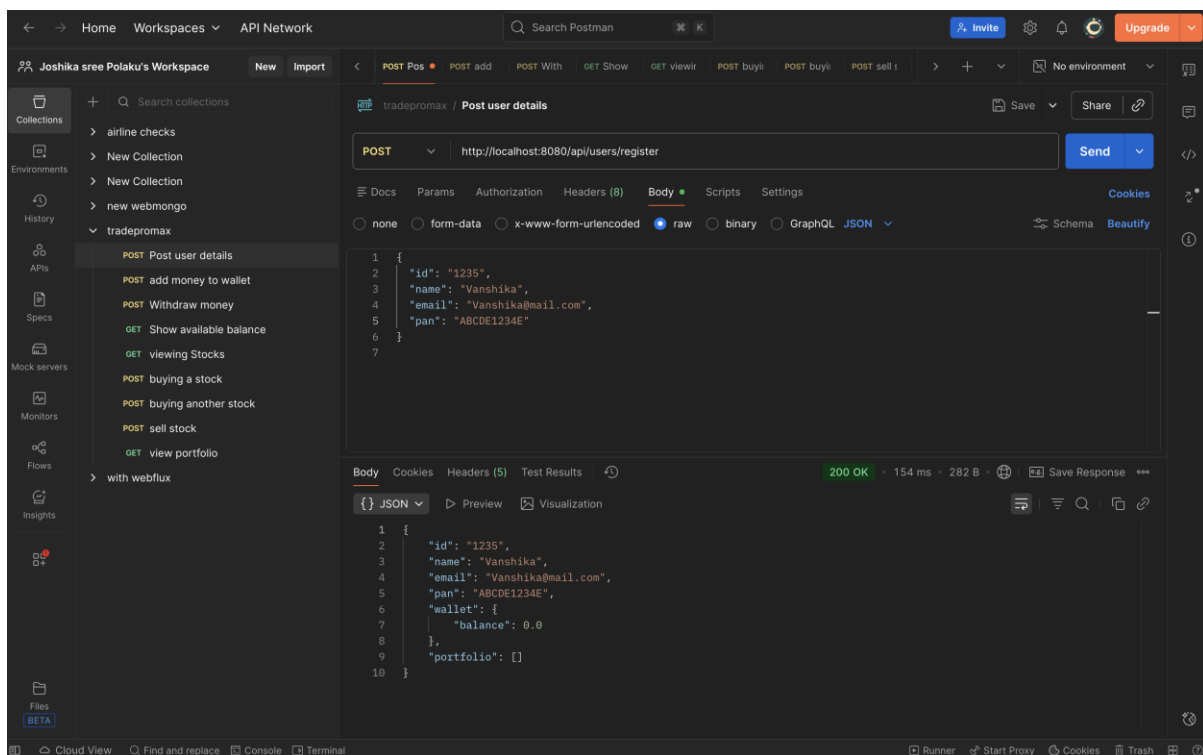 Home Workspaces API Network Search Postman ⌘ K Invite Upgrade
Joshika sree Polaku's Workspace New Import
POST Pos POST add POST With GET Show GET viewir POST buyi POST buyi POST sell s No environment
Collections
Environments
History
APIs
Specs
Mock servers
Monitors
Flows
Insights
Files
BETA
Search collections
airline checks
New Collection
New Collection
new webmongo
tradepromax
POST Post user details
POST add money to wallet
POST Withdraw money
GET Show available balance
GET viewing Stocks
POST buying a stock
POST buying another stock
POST sell stock
GET view portfolio
with webflux
HTTP tradepromax / Post user details Save Share
POST http://localhost:8080/api/users/register Send
Docs Params Authorization Headers (8) Body Scripts Settings Cookies
none form-data x-www-form-urlencoded raw binary GraphQL JSON Schema Beautify
1 {
2 "id": "1235",
3 "name": "Vanshika",
4 "email": "Vanshika@mail.com",
5 "pan": "ABCDE1234E"
6 }
7
Body Cookies Headers (5) Test Results 200 OK 154 ms 282 B e.g. Save Response
{} JSON Preview Visualization
1 {
2 "id": "1235",
3 "name": "Vanshika",
4 "email": "Vanshika@mail.com",
5 "pan": "ABCDE1234E",
6 "wallet": {
7 "balance": 0.0
8 },
9 "portfolio": []
10 }
Cloud View Find and replace Console Terminal Runner Start Proxy Cookies Trash